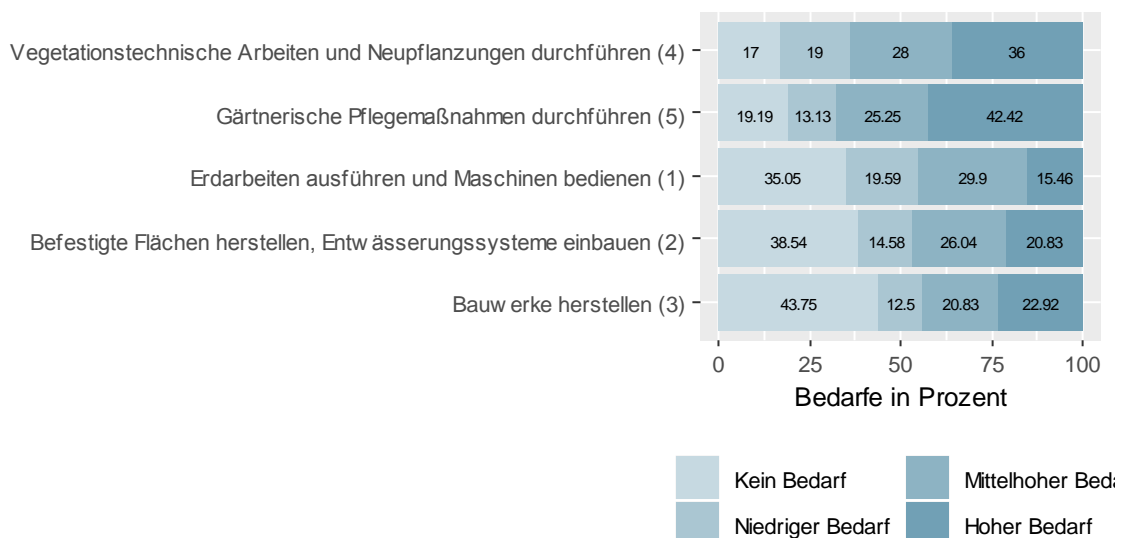 Vegetationstechnische Arbeiten und Neupflanzungen durchführen (4) 17 19 28 36
Gärtnerische Pflegemaßnahmen durchführen (5) 19.19 13.13 25.25 42.42
Erdarbeiten ausführen und Maschinen bedienen (1) 35.05 19.59 29.9 15.46
Befestigte Flächen herstellen, Entw ässerungssysteme einbauen (2) 38.54 14.58 26.04 20.83
Bauw erke herstellen (3) 43.75 12.5 20.83 22.92
0 25 50 75 100
Bedarfe in Prozent
Kein Bedarf Mittelhoher Beda
Niedriger Bedarf Hoher Bedarf